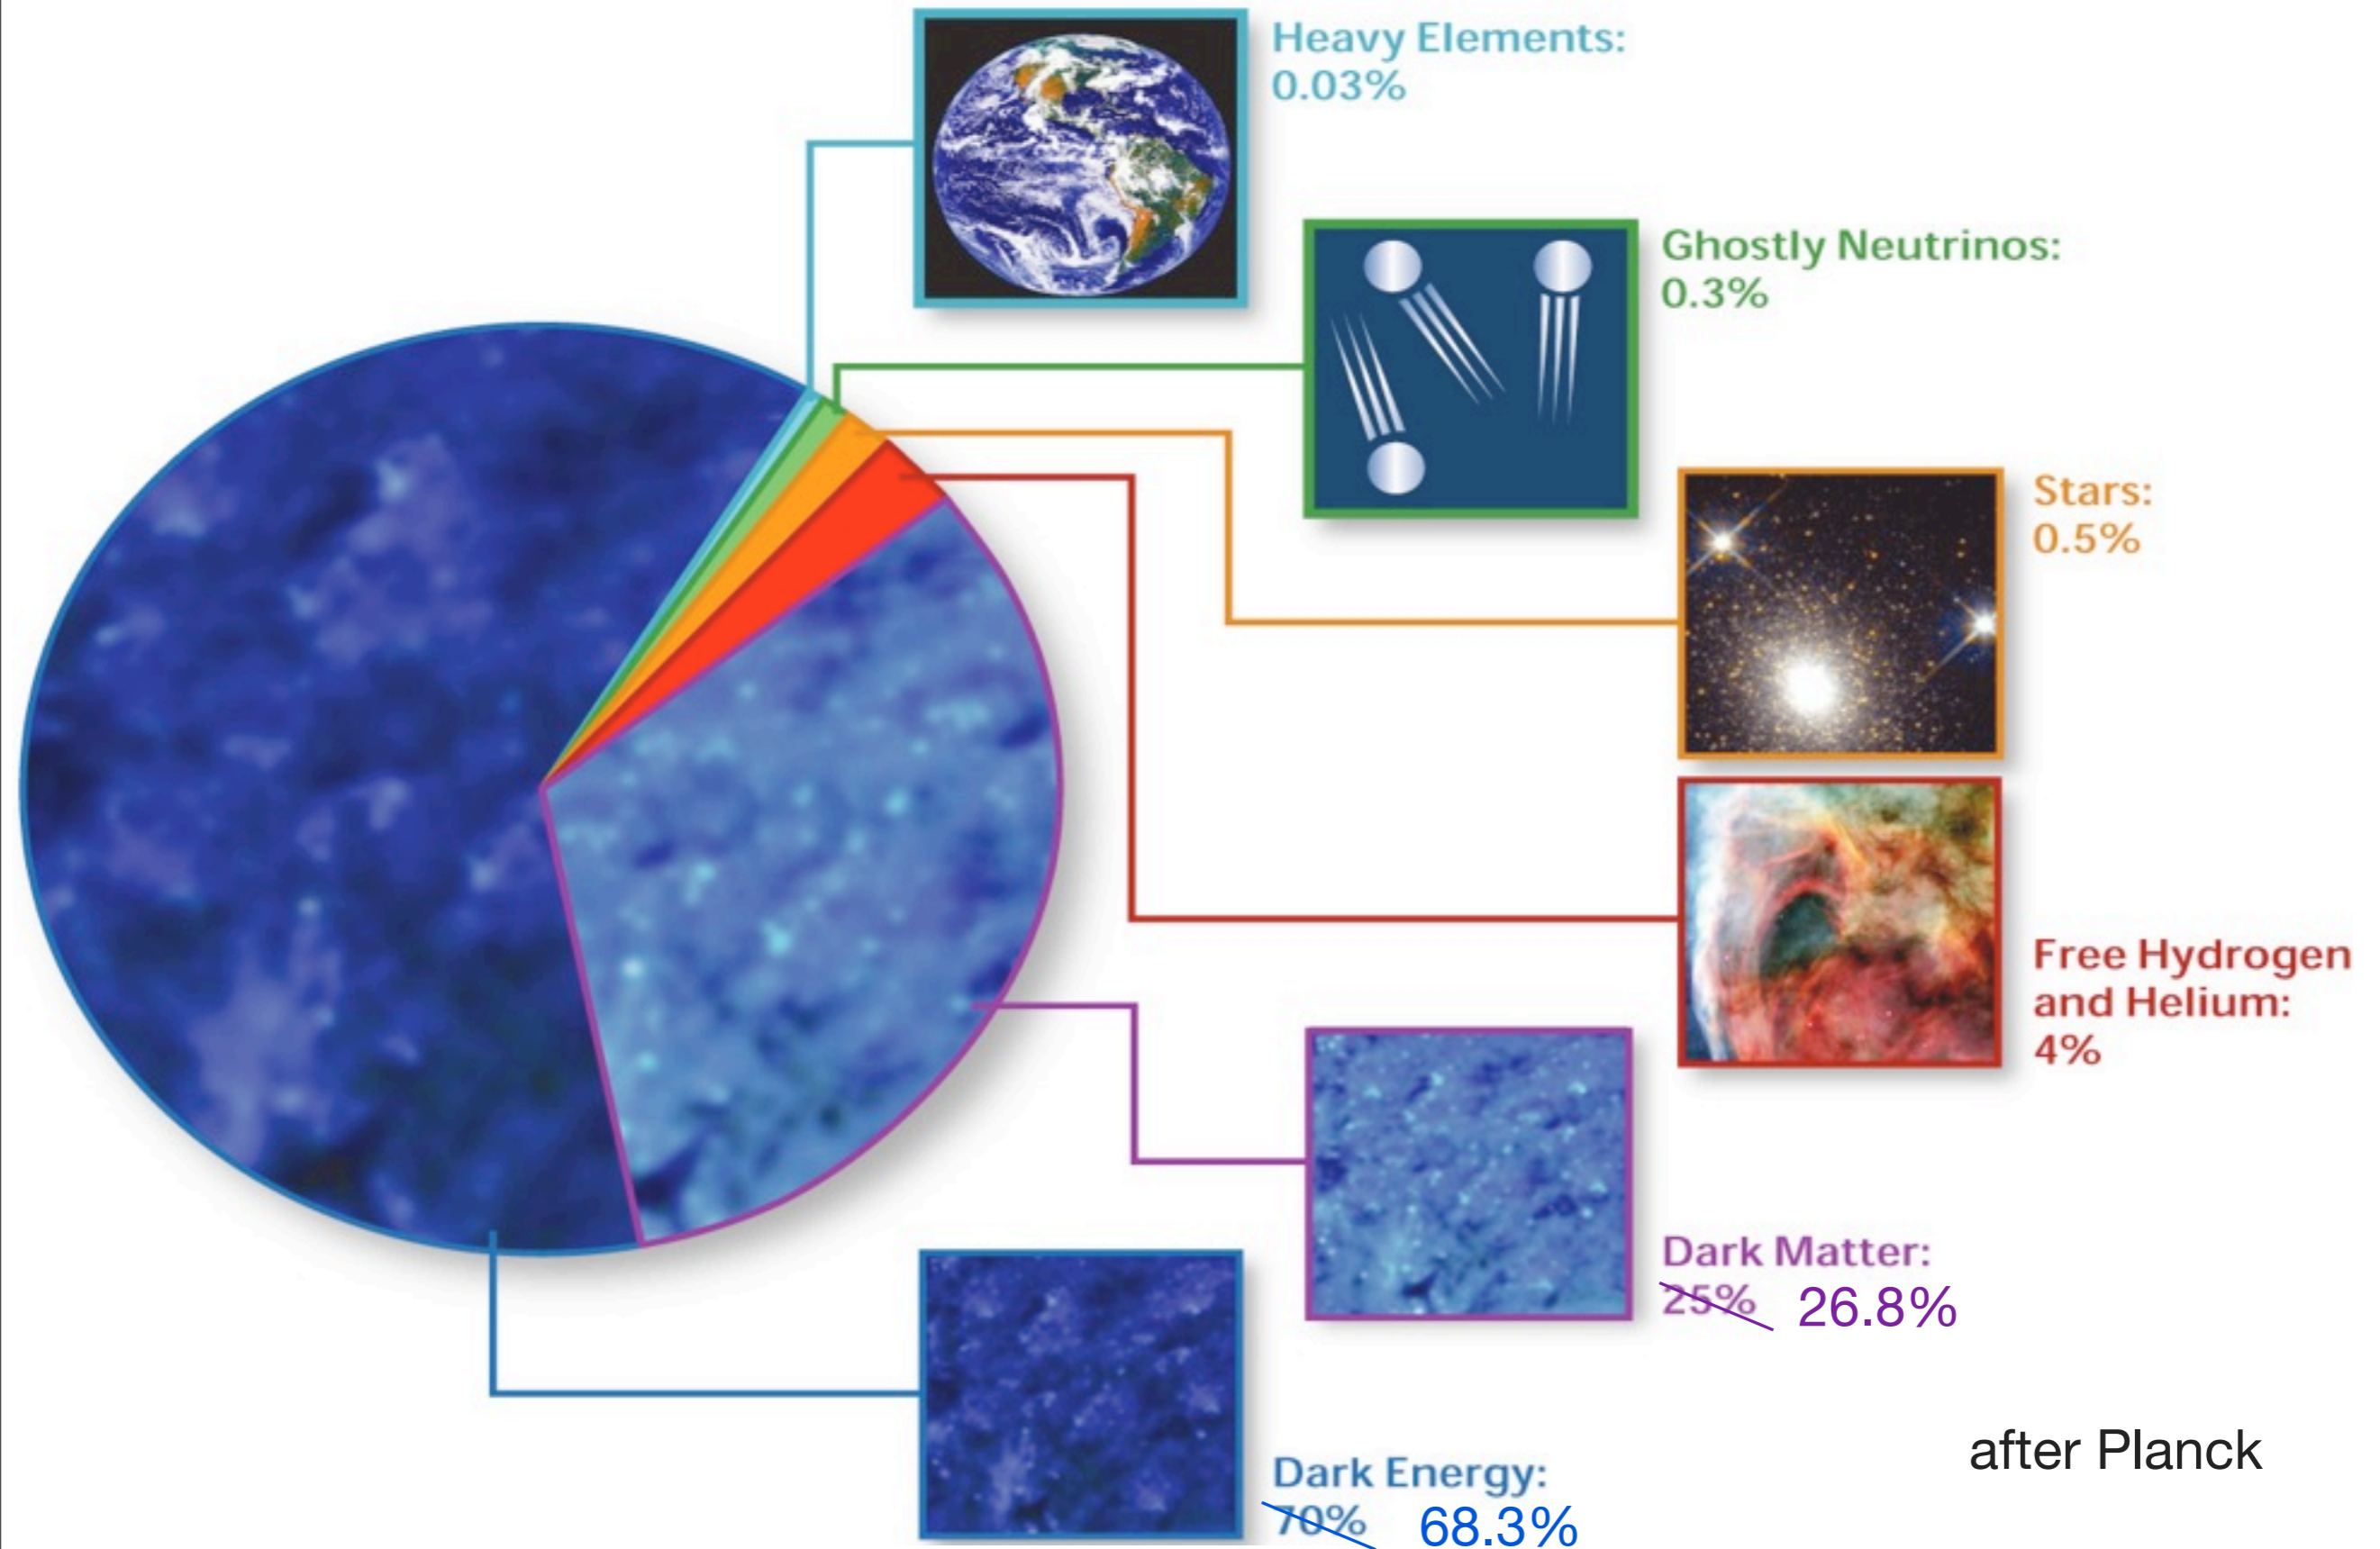 Heavy Elements:
0.03%
Ghostly Neutrinos:
0.3%
Stars:
0.5%
Free Hydrogen
and Helium:
4%
Dark Matter:
25% 26.8%
after Planck
Dark Energy:
70% 68.3%